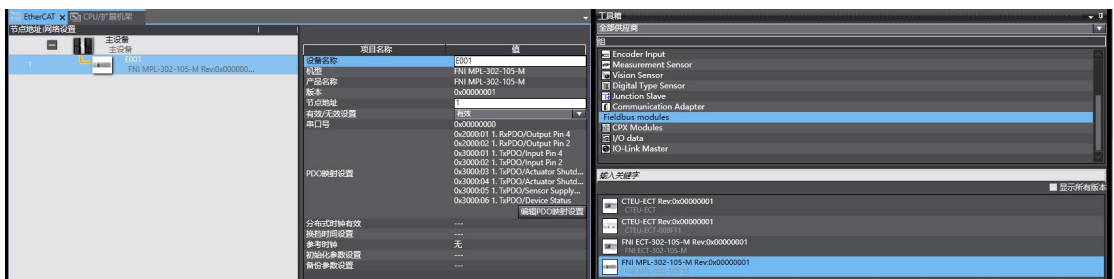 EtherCAT
CPU/扩展机架
节点地址|网络设置
主设备
主设备
1
E001
FNI MPL-302-105-M Rev:0x000000...
项目名称
值
设备名称
E001
机型
FNI MPL-302-105-M
产品名称
FNI MPL-302-105-M
版本
0x00000001
节点地址
1
有效/无效设置
有效
串口号
0x00000000
PDO映射设置
0x2000:01 1. RxPDO/Output Pin 4
0x2000:02 1. RxPDO/Output Pin 2
0x3000:01 1. TxPDO/Input Pin 4
0x3000:02 1. TxPDO/Input Pin 2
0x3000:03 1. TxPDO/Actuator Shutd...
0x3000:04 1. TxPDO/Actuator Shutd...
0x3000:05 1. TxPDO/Sensor Supply...
0x3000:06 1. TxPDO/Device Status
编辑PDO映射设置
分布式时钟有效
---
换挡时间设置
---
参考时钟
无
初始化参数设置
---
备份参数设置
---
工具箱
全部供应商
组
Encoder Input
Measurement Sensor
Vision Sensor
Digital Type Sensor
Junction Slave
Communication Adapter
Fieldbus modules
CPX Modules
I/O data
IO-Link Master
输入关键字
显示所有版本
CTEU-ECT Rev:0x00000001
CTEU-ECT
CTEU-ECT Rev:0x00000001
CTEU-ECT-008F11
FNI ECT-302-105-M Rev:0x00000001
FNI ECT-302-105-M
FNI MPL-302-105-M Rev:0x00000001
FNI MPL-302-105-M